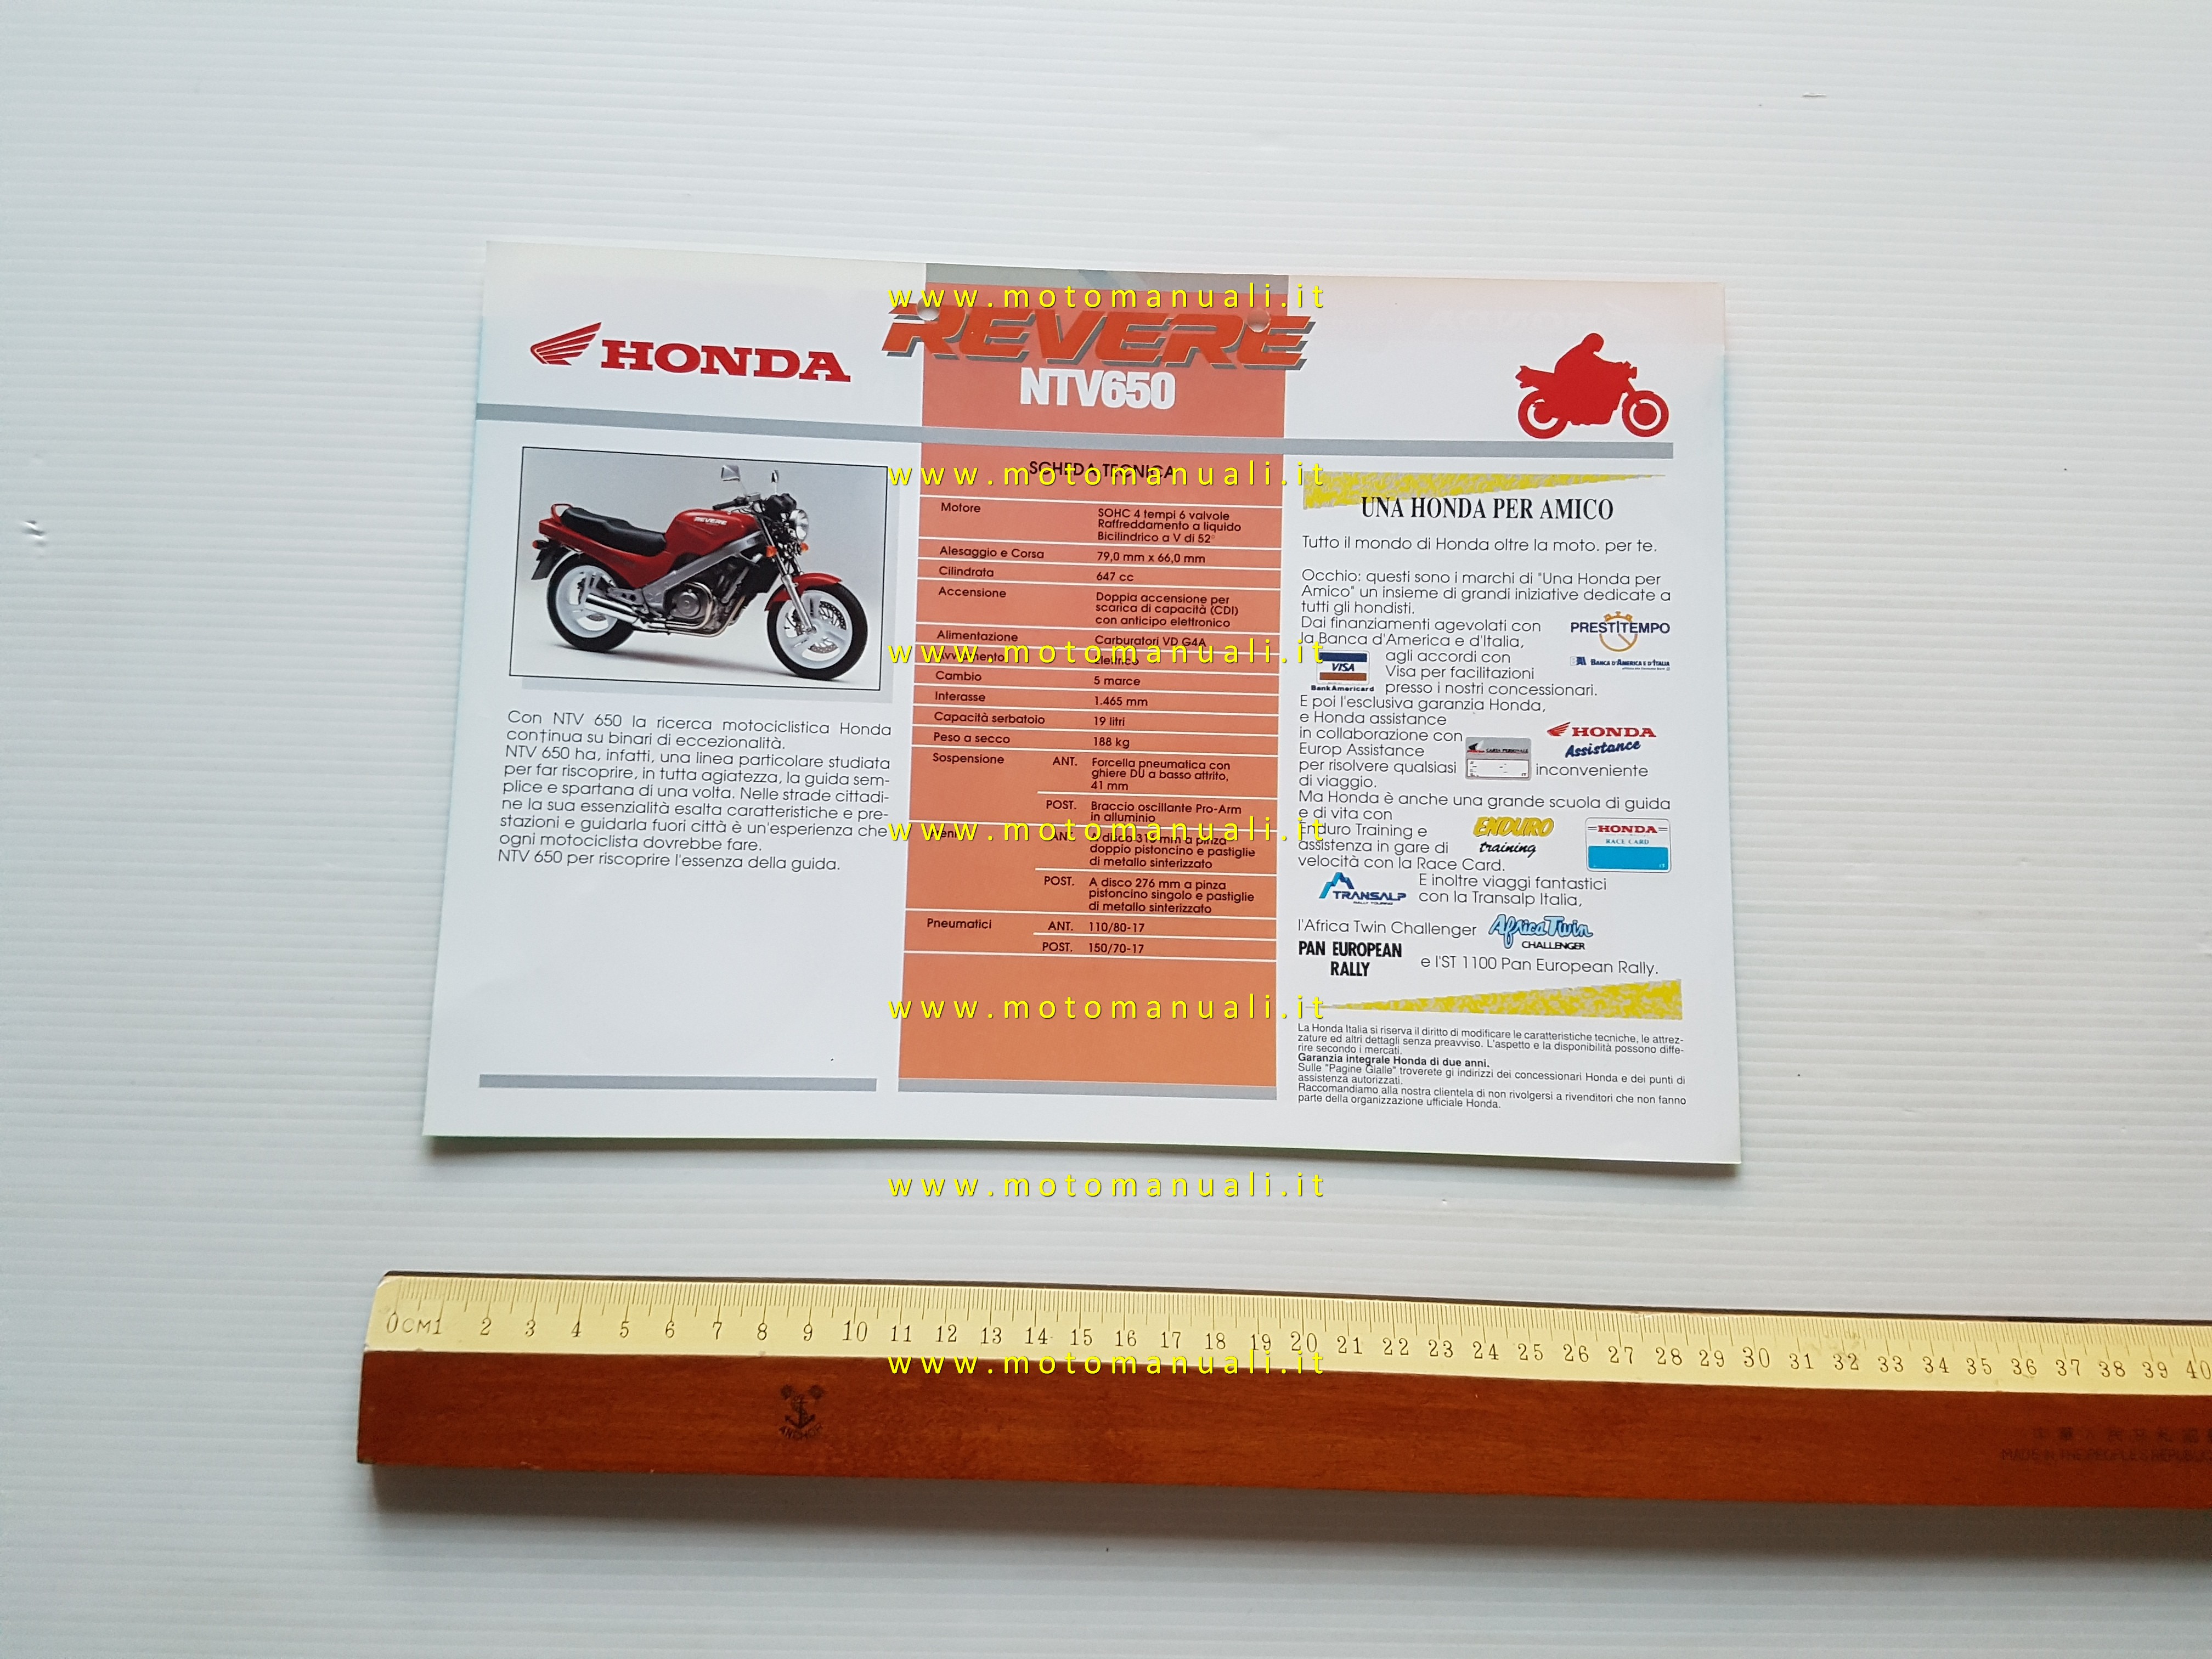 HONDA
REVERE
NTV650
REVERE
Con NTV 650 la ricerca motociclistica Honda
continua su binari di eccezionalità.
NTV 650 ha, infatti, una linea particolare studiata
per far riscoprire, in tutta agiatezza, la guida sem-
plice e spartana di una volta. Nelle strade cittadi-
ne la sua essenzialità esalta caratteristiche e pre-
stazioni e guidarla fuori città è un'esperienza che
ogni motociclista dovrebbe fare.
NTV 650 per riscoprire l'essenza della guida.
SCHEDA TECNICA
Motore SOHC 4 tempi 6 valvole
Raffreddamento a liquido
Bicilindrico a V di 52°
Alesaggio e Corsa 79,0 mm x 66,0 mm
Cilindrata 647 cc
Accensione Doppia accensione per
scarica di capacità (CDI)
con anticipo elettronico
Alimentazione Carburatori VD G4A
Avviamento Elettrico
Cambio 5 marce
Interasse 1.465 mm
Capacità serbatoio 19 litri
Peso a secco 188 kg
Sospensione ANT. Forcella pneumatica con
ghiere DU a basso attrito,
41 mm
POST. Braccio oscillante Pro-Arm
in alluminio
ANT. A disco mm a pinza
doppio pistoncino e pastiglie
di metallo sinterizzato
POST. A disco 276 mm a pinza
pistoncino singolo e pastiglie
di metallo sinterizzato
Pneumatici ANT. 110/80-17
POST. 150/70-17
UNA HONDA PER AMICO
Tutto il mondo di Honda oltre la moto. per te.
Occhio: questi sono i marchi di "Una Honda per
Amico" un insieme di grandi iniziative dedicate a
tutti gli hondisti.
Dai finanziamenti agevolati con
la Banca d'America e d'Italia,
PRESTITEMPO
BANCA D'AMERICA E D'ITALIA
agli accordi con
Visa per facilitazioni
presso i nostri concessionari.
VISA
BankAmericard
E poi l'esclusiva garanzia Honda,
e Honda assistance
in collaborazione con
Europ Assistance
per risolvere qualsiasi inconveniente
di viaggio.
HONDA
Assistance
CARTA PERSONALE
Ma Honda è anche una grande scuola di guida
e di vita con
Enduro Training e
assistenza in gare di
velocità con la Race Card.
ENDURO
training
HONDA
RACE CARD
TRANSALP
RALLY TOURING
E inoltre viaggi fantastici
con la Transalp Italia,
l'Africa Twin Challenger
Africa Twin
CHALLENGER
PAN EUROPEAN
RALLY
e l'ST 1100 Pan European Rally.
La Honda Italia si riserva il diritto di modificare le caratteristiche tecniche, le attrez-
zature ed altri dettagli senza preavviso. L'aspetto e la disponibilità possono diffe-
rire secondo i mercati.
Garanzia integrale Honda di due anni.
Sulle "Pagine Gialle" troverete gi indirizzi dei concessionari Honda e dei punti di
assistenza autorizzati.
Raccomandiamo alla nostra clientela di non rivolgersi a rivenditori che non fanno
parte della organizzazione ufficiale Honda.
www.motomanuali.it
www.motomanuali.it
www.motomanuali.it
www.motomanuali.it
www.motomanuali.it
www.motomanuali.it
www.motomanuali.it
0CM1 2 3 4 5 6 7 8 9 10 11 12 13 14 15 16 17 18 19 20 21 22 23 24 25 26 27 28 29 30 31 32 33 34 35 36 37 38 39 40
ANCHOR